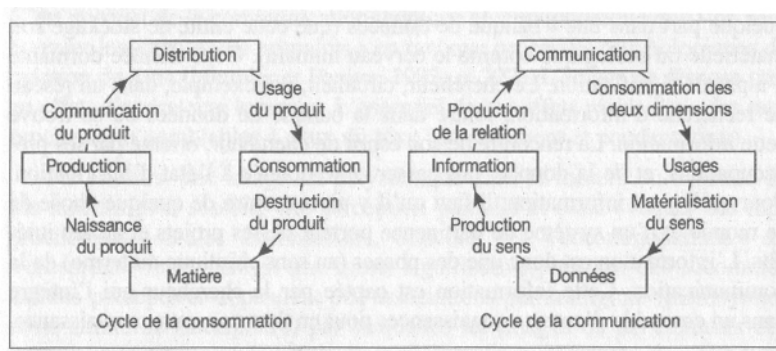 Distribution
Communication
Communication
du produit
Usage
du produit
Production
de la relation
Consommation des
deux dimensions
Production
Consommation
Information
Usages
Naissance
du produit
Destruction
du produit
Production
du sens
Matérialisation
du sens
Matière
Données
Cycle de la consommation
Cycle de la communication